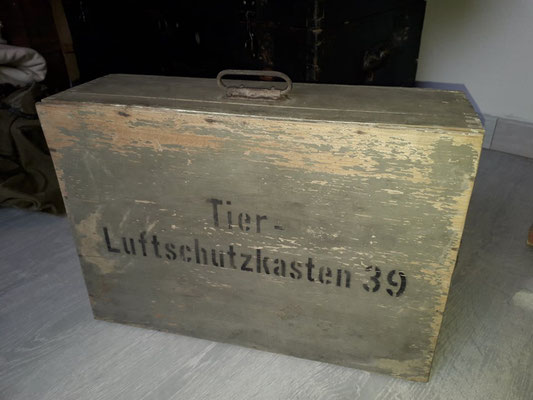 Tier-
Luftschutzkasten 39